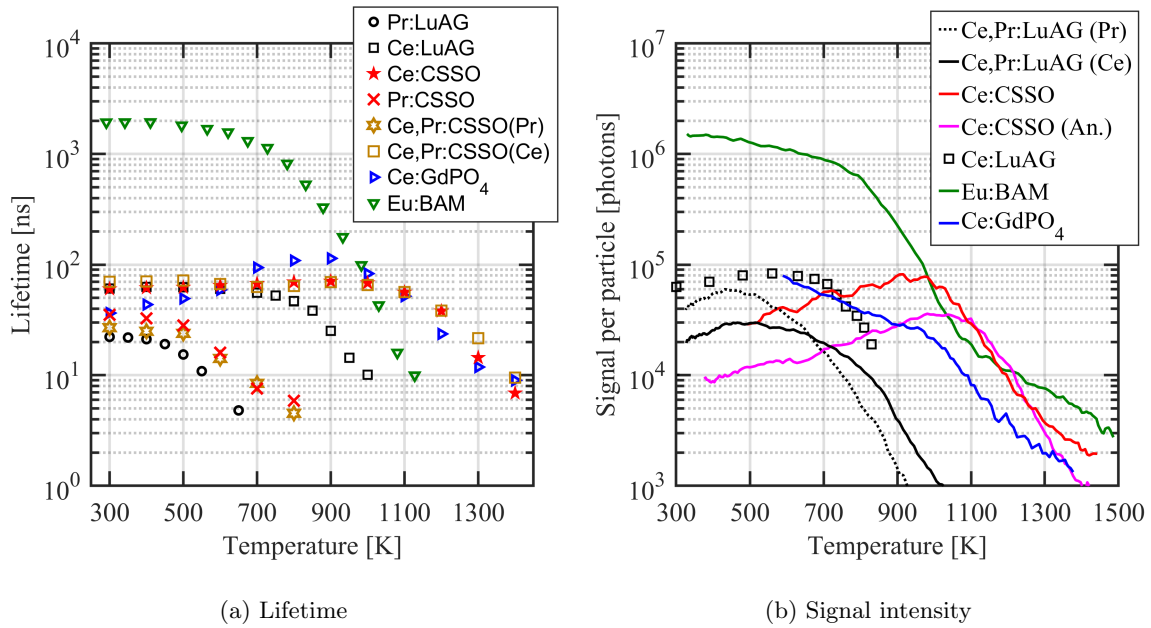 Pr:LuAG
Ce:LuAG
Ce:CSSO
Pr:CSSO
Ce,Pr:CSSO(Pr)
Ce,Pr:CSSO(Ce)
Ce:GdPO4
Eu:BAM
10^4
10^3
10^2
10^1
10^0
Lifetime [ns]
300 500 700 900 1100 1300
Temperature [K]
(a) Lifetime
Ce,Pr:LuAG (Pr)
Ce,Pr:LuAG (Ce)
Ce:CSSO
Ce:CSSO (An.)
Ce:LuAG
Eu:BAM
Ce:GdPO4
10^7
10^6
10^5
10^4
10^3
Signal per particle [photons]
300 500 700 900 1100 1300 1500
Temperature [K]
(b) Signal intensity